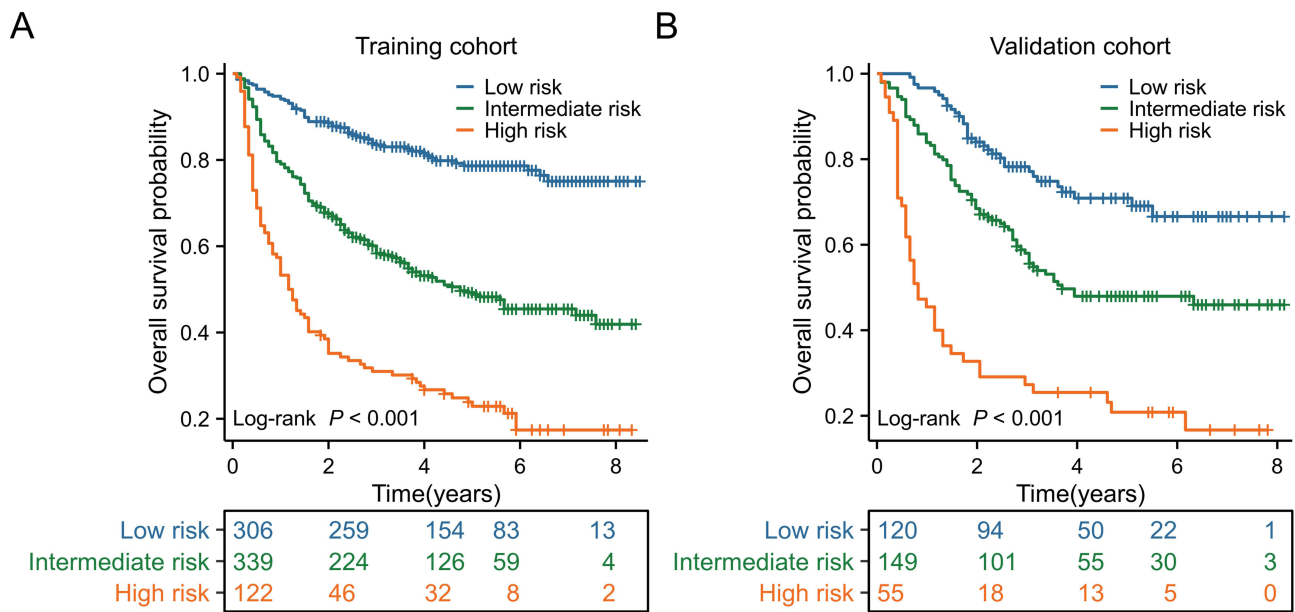 A
Training cohort
Overall survival probability
1.0
0.8
0.6
0.4
0.2
Low risk
Intermediate risk
High risk
Log-rank P < 0.001
0 2 4 6 8
Time(years)
Low risk 306 259 154 83 13
Intermediate risk 339 224 126 59 4
High risk 122 46 32 8 2
B
Validation cohort
Overall survival probability
1.0
0.8
0.6
0.4
0.2
Low risk
Intermediate risk
High risk
Log-rank P < 0.001
0 2 4 6 8
Time(years)
Low risk 120 94 50 22 1
Intermediate risk 149 101 55 30 3
High risk 55 18 13 5 0